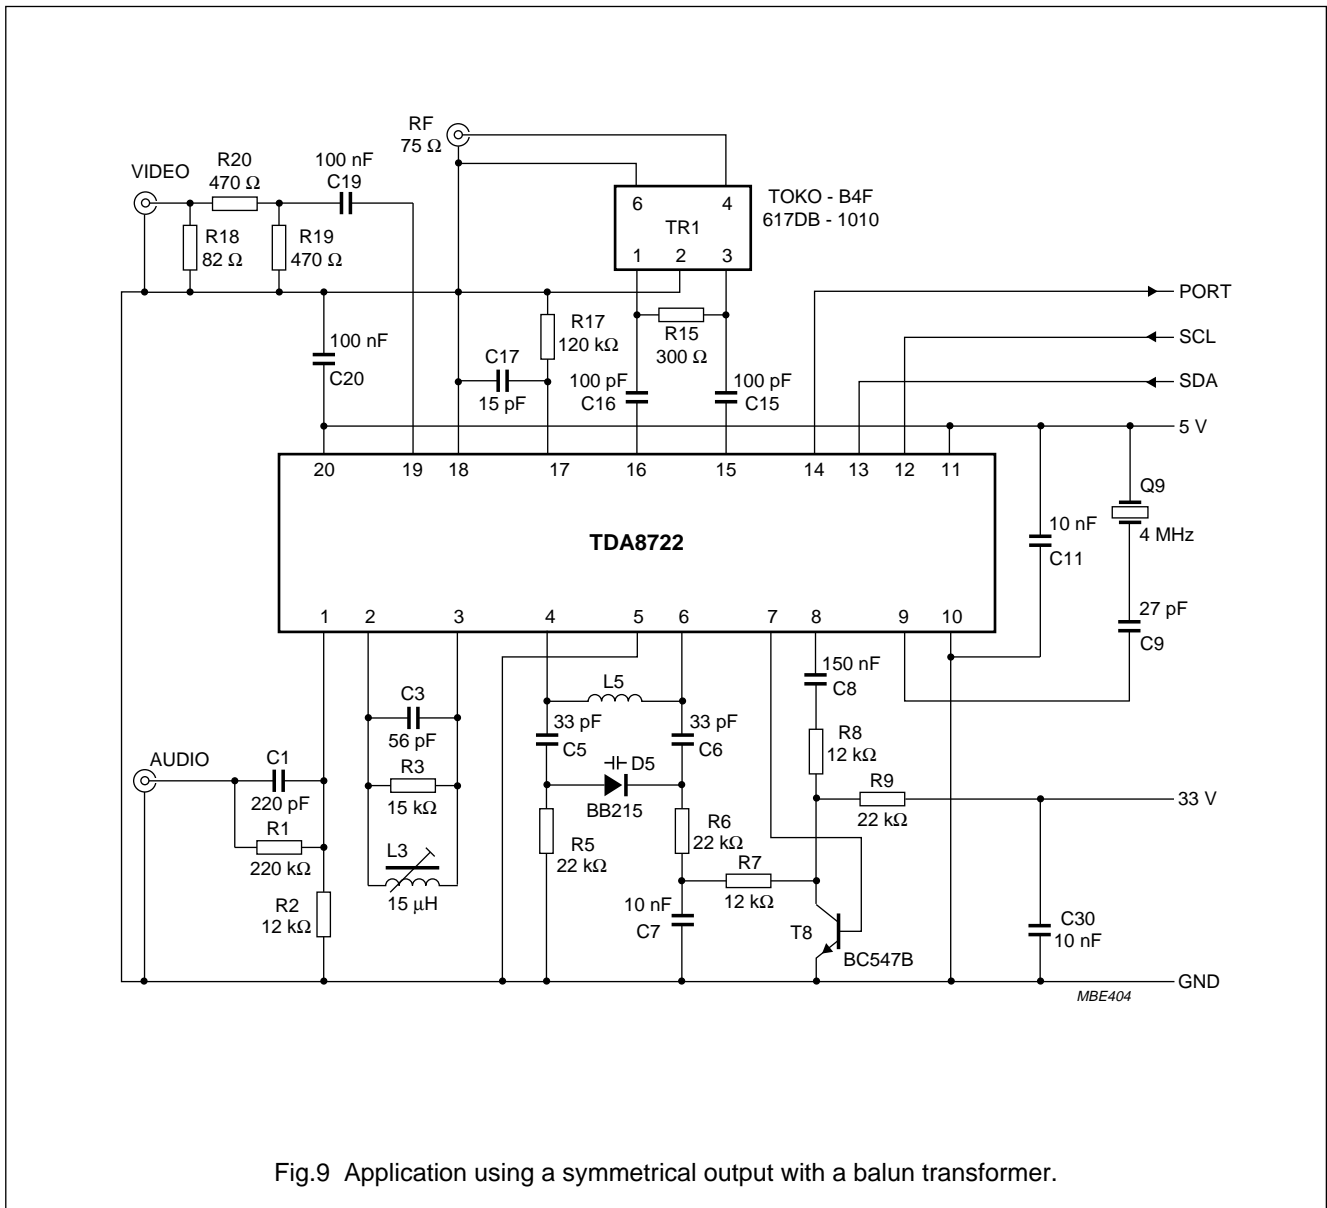 RF
75 Ω
VIDEO
R20
470 Ω
100 nF
C19
R18
82 Ω
R19
470 Ω
6 4
TR1
1 2 3
TOKO - B4F
617DB - 1010
PORT
SCL
SDA
5 V
100 nF
C20
C17
15 pF
R17
120 kΩ
R15
300 Ω
100 pF
C16
100 pF
C15
20 19 18 17 16 15 14 13 12 11
TDA8722
1 2 3 4 5 6 7 8 9 10
Q9
4 MHz
10 nF
C11
27 pF
C9
AUDIO
C1
220 pF
R1
220 kΩ
R2
12 kΩ
C3
56 pF
R3
15 kΩ
L3
15 μH
L5
33 pF
C5
33 pF
C6
D5
BB215
R5
22 kΩ
R6
22 kΩ
R7
12 kΩ
10 nF
C7
150 nF
C8
R8
12 kΩ
R9
22 kΩ
33 V
T8
BC547B
C30
10 nF
GND
MBE404
Fig.9 Application using a symmetrical output with a balun transformer.